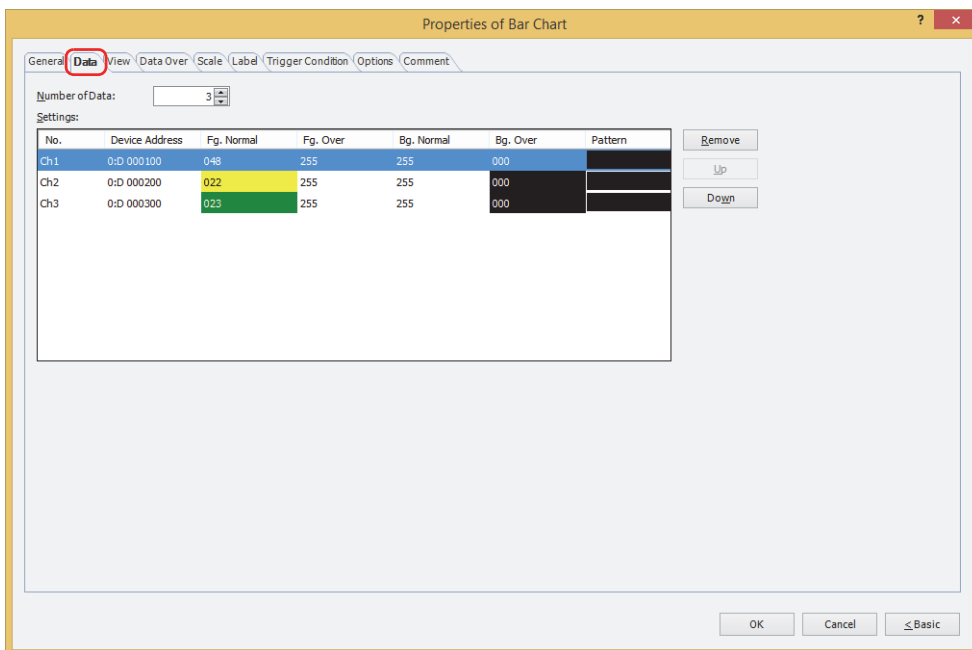 Properties of Bar Chart ? ×
General Data View Data Over Scale Label Trigger Condition Options Comment
Number of Data: 3
Settings:
No. Device Address Fg. Normal Fg. Over Bg. Normal Bg. Over Pattern Remove
Ch1 0:D 000100 048 255 255 000 Up
Ch2 0:D 000200 022 255 255 000
Ch3 0:D 000300 023 255 255 000 Down
OK Cancel < Basic